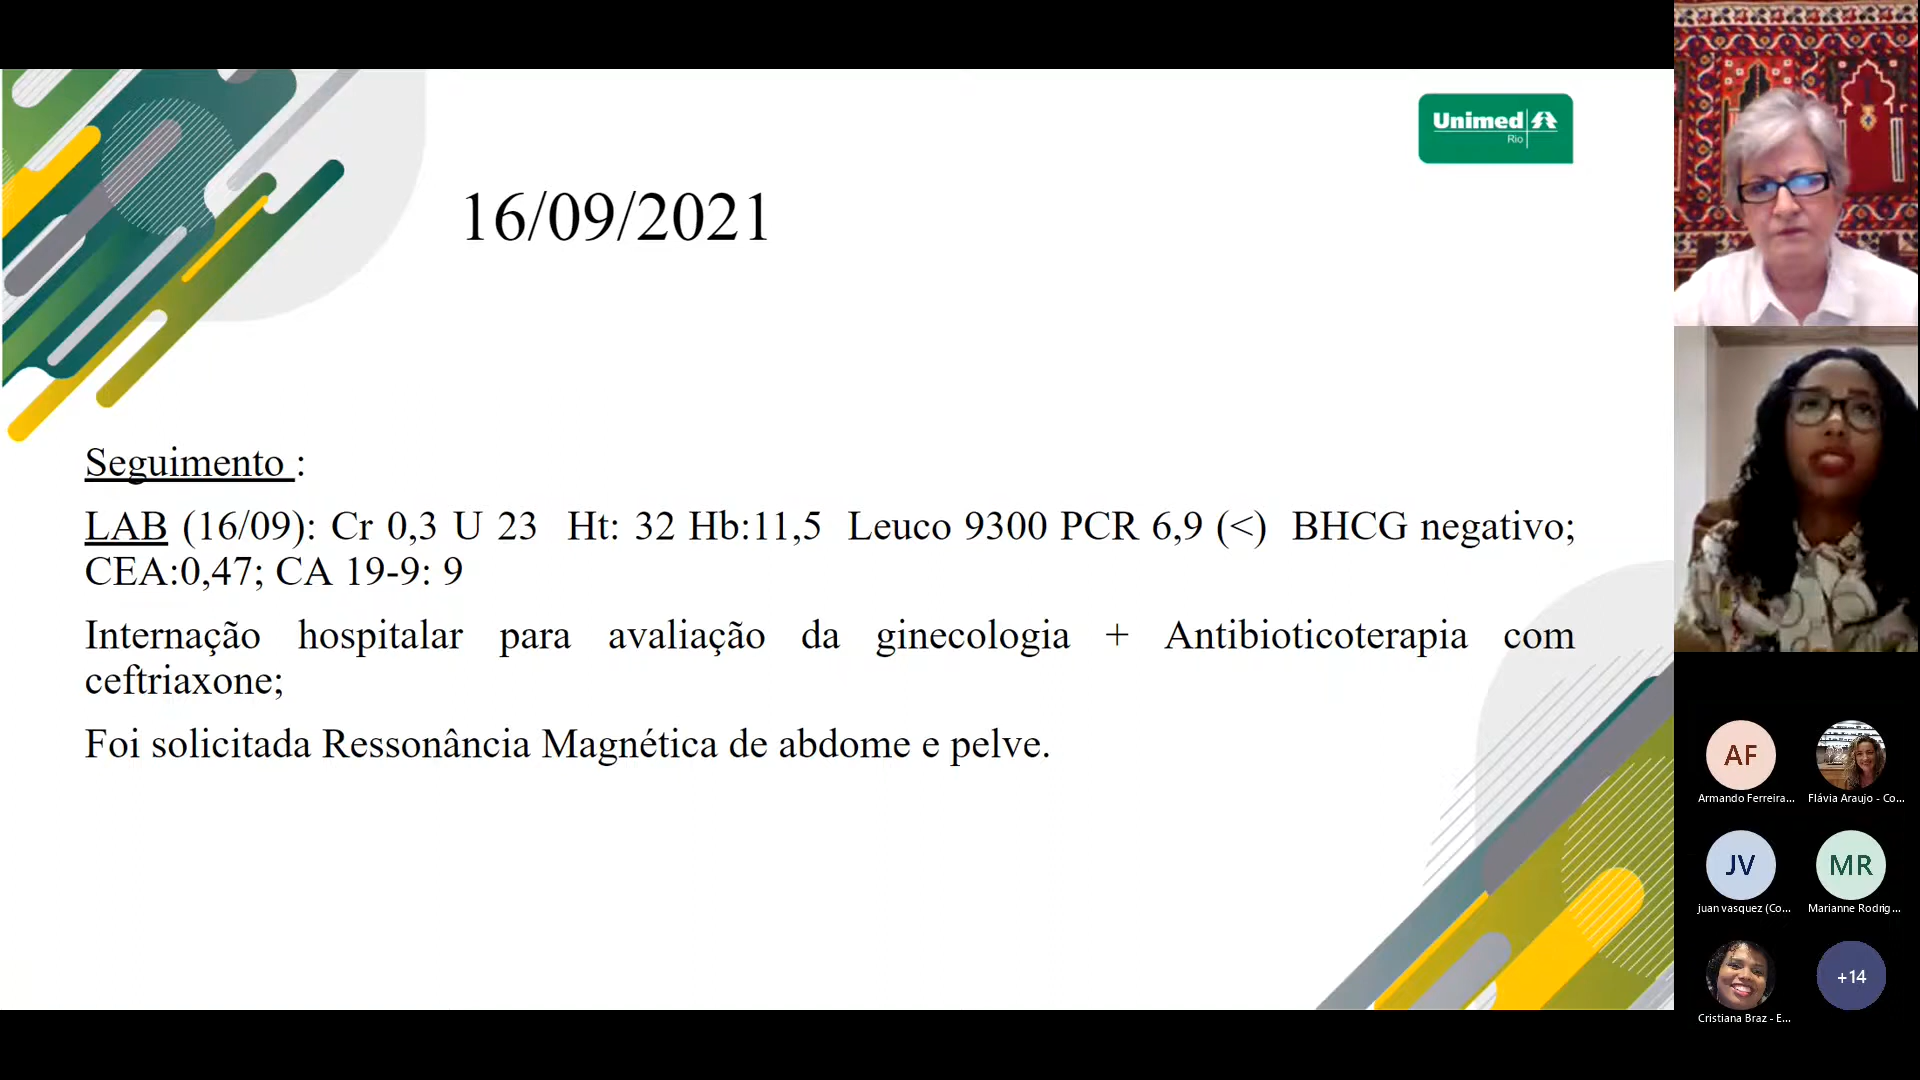 Unimed
Rio
16/09/2021
Seguimento :
LAB (16/09): Cr 0,3 U 23 Ht: 32 Hb:11,5 Leuco 9300 PCR 6,9 (<) BHCG negativo;
CEA:0,47; CA 19-9: 9
Internação hospitalar para avaliação da ginecologia + Antibioticoterapia com
ceftriaxone;
Foi solicitada Ressonância Magnética de abdome e pelve.
AF
Armando Ferreira...
Flávia Araujo - Co...
JV
MR
juan vasquez (Co...
Marianne Rodrig...
+14
Cristiana Braz - E...